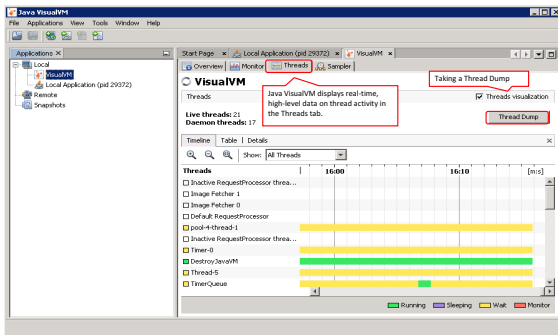 Java VisualVM
File Applications View Tools Window Help
Applications
Local
VisualVM
Local Application (pid 29372)
Remote
Snapshots
Start Page
Local Application (pid 29372)
VisualVM
Overview Monitor Threads Sampler
VisualVM
Taking a Thread Dump
Threads
Threads visualization
Java VisualVM displays real-time,
high-level data on thread activity in
the Threads tab.
Live threads: 21
Daemon threads: 17
Thread Dump
Timeline Table Details
Show: All Threads
Threads 16:00 16:10 [m:s]
Inactive RequestProcessor threa...
Image Fetcher 1
Image Fetcher 0
Default RequestProcessor
pool-4-thread-1
Inactive RequestProcessor threa...
Timer-0
DestroyJavaVM
Thread-5
TimerQueue
Running Sleeping Wait Monitor